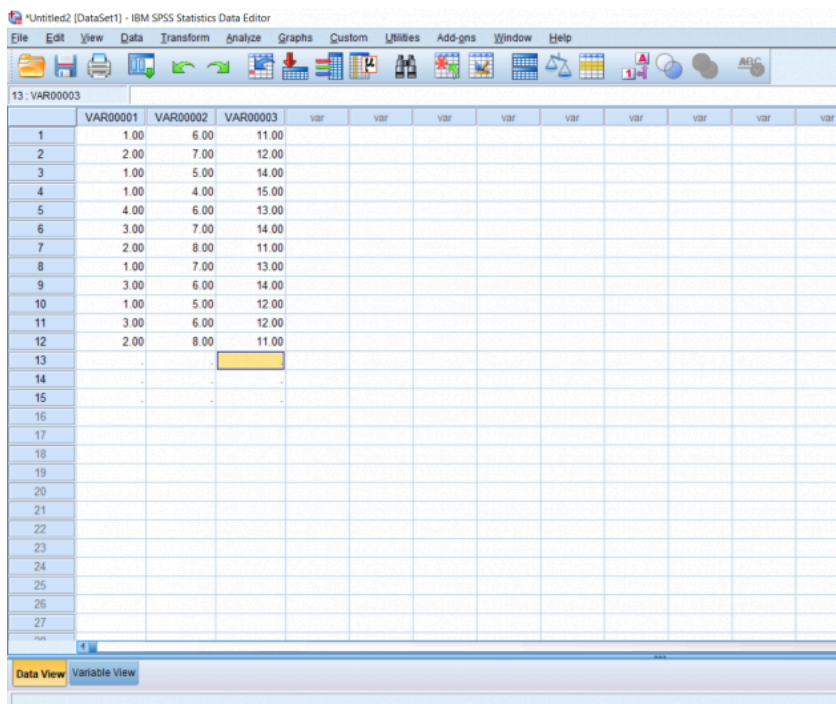 *Untitled2 [DataSet1] - IBM SPSS Statistics Data Editor
File Edit View Data Transform Analyze Graphs Custom Utilities Add-ons Window Help
13 : VAR00003
VAR00001 VAR00002 VAR00003 var var var var var var var var var
1 1.00 6.00 11.00
2 2.00 7.00 12.00
3 1.00 5.00 14.00
4 1.00 4.00 15.00
5 4.00 6.00 13.00
6 3.00 7.00 14.00
7 2.00 8.00 11.00
8 1.00 7.00 13.00
9 3.00 6.00 14.00
10 1.00 5.00 12.00
11 3.00 6.00 12.00
12 2.00 8.00 11.00
13 . . .
14 . . .
15 . . .
16
17
18
19
20
21
22
23
24
25
26
27
Data View Variable View